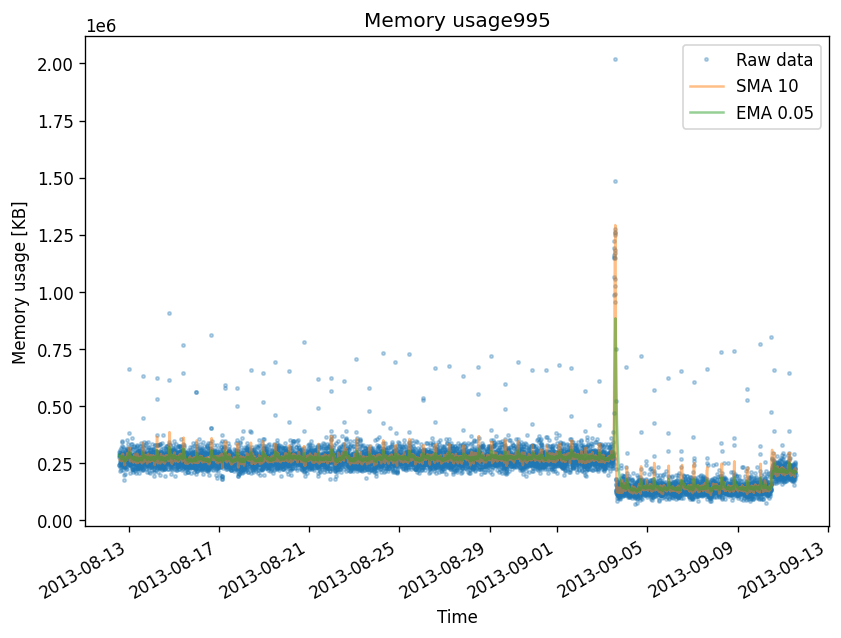 Memory usage995
1e6
Raw data
SMA 10
EMA 0.05
2.00
1.75
1.50
1.25
1.00
0.75
0.50
0.25
0.00
Memory usage [KB]
2013-08-13
2013-08-17
2013-08-21
2013-08-25
2013-08-29
2013-09-01
2013-09-05
2013-09-09
2013-09-13
Time